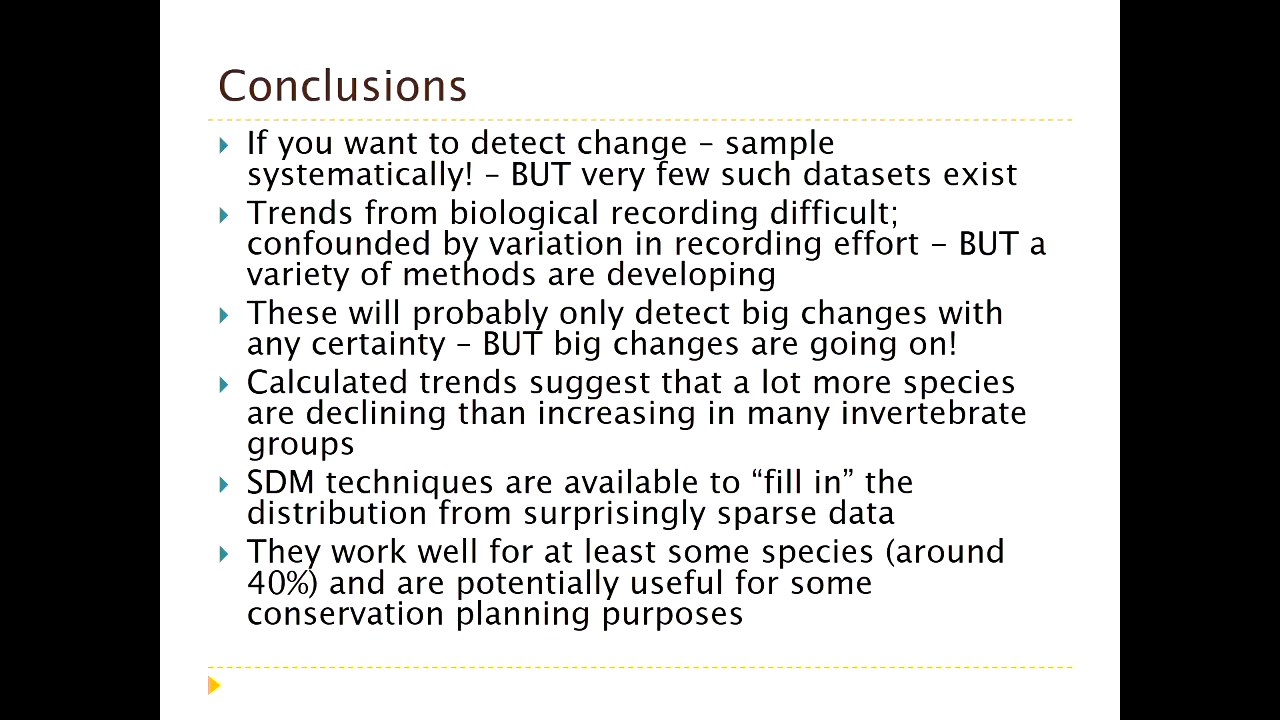 Conclusions
If you want to detect change – sample
systematically! – BUT very few such datasets exist
Trends from biological recording difficult;
confounded by variation in recording effort – BUT a
variety of methods are developing
These will probably only detect big changes with
any certainty – BUT big changes are going on!
Calculated trends suggest that a lot more species
are declining than increasing in many invertebrate
groups
SDM techniques are available to “fill in” the
distribution from surprisingly sparse data
They work well for at least some species (around
40%) and are potentially useful for some
conservation planning purposes